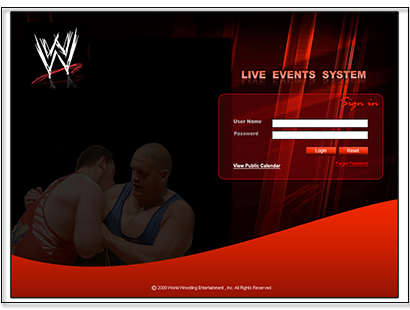 W
LIVE EVENTS SYSTEM
Sign in
User Name
Password
Login Reset
View Public Calendar Forgot Password
© 2009 World Wrestling Entertainment , Inc. All Rights Reserved.